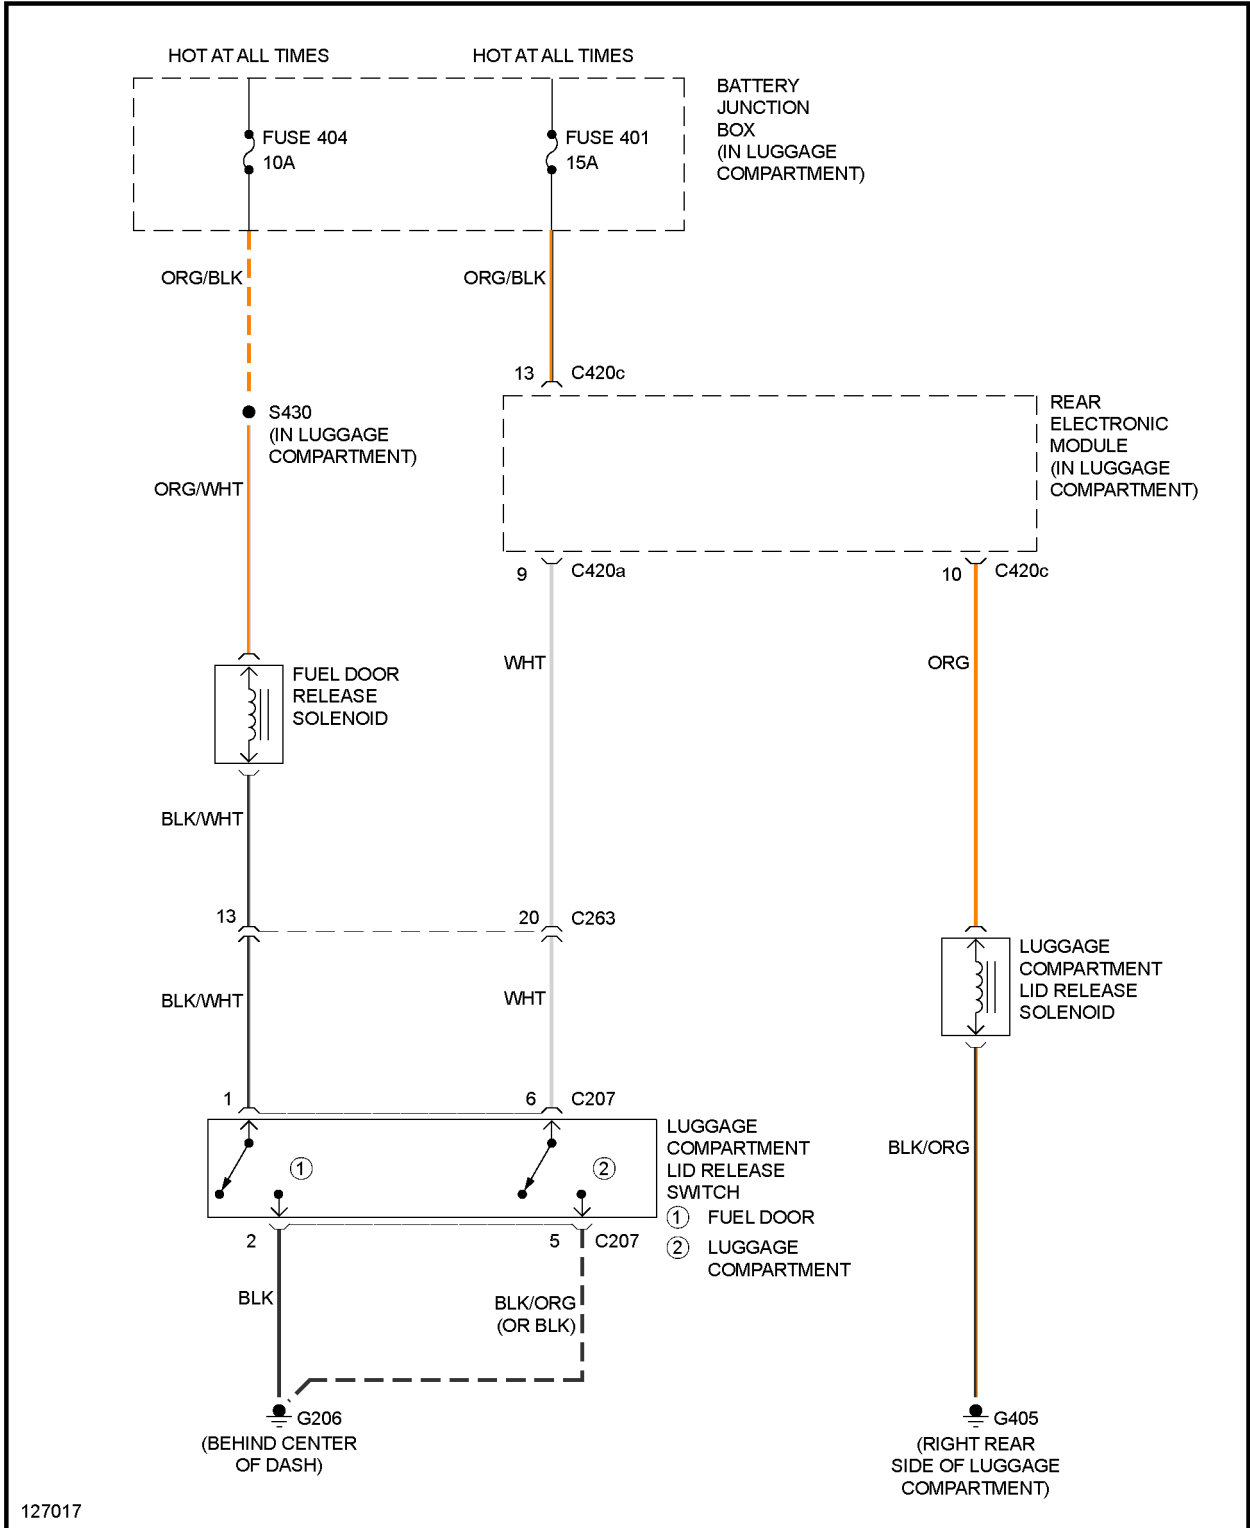 HOT AT ALL TIMES
HOT AT ALL TIMES
BATTERY
JUNCTION
BOX
(IN LUGGAGE
COMPARTMENT)
FUSE 404
10A
FUSE 401
15A
ORG/BLK
ORG/BLK
13
C420c
S430
(IN LUGGAGE
COMPARTMENT)
REAR
ELECTRONIC
MODULE
(IN LUGGAGE
COMPARTMENT)
ORG/WHT
9
C420a
10
C420c
WHT
ORG
FUEL DOOR
RELEASE
SOLENOID
BLK/WHT
13
20
C263
LUGGAGE
COMPARTMENT
LID RELEASE
SOLENOID
BLK/WHT
WHT
1
6
C207
LUGGAGE
COMPARTMENT
LID RELEASE
SWITCH
1
2
1 FUEL DOOR
2 LUGGAGE
COMPARTMENT
BLK/ORG
2
5
C207
BLK
BLK/ORG
(OR BLK)
G206
(BEHIND CENTER
OF DASH)
G405
(RIGHT REAR
SIDE OF LUGGAGE
COMPARTMENT)
127017